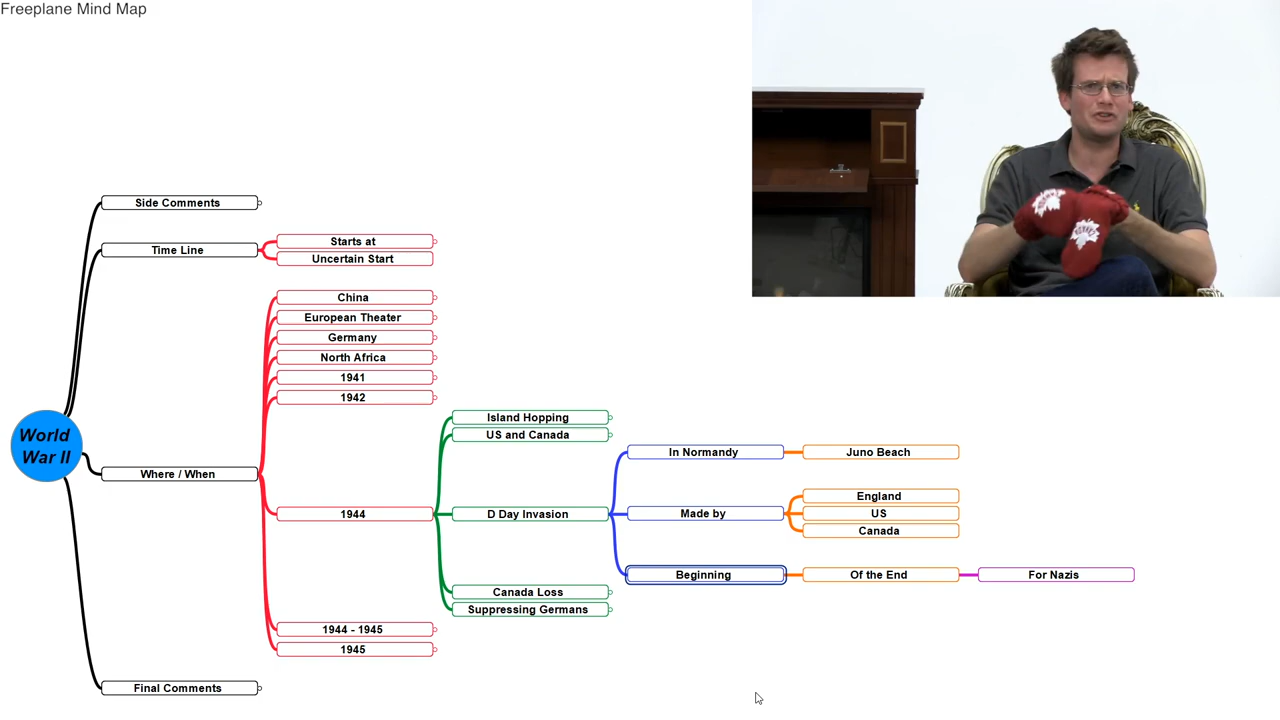 Freeplane Mind Map
Side Comments
Time Line
Starts at
Uncertain Start
China
European Theater
Germany
North Africa
1941
1942
Island Hopping
US and Canada
World
War II
Where / When
1944
D Day Invasion
In Normandy
Juno Beach
Made by
England
US
Canada
Beginning
Of the End
For Nazis
Canada Loss
Suppressing Germans
1944 - 1945
1945
Final Comments